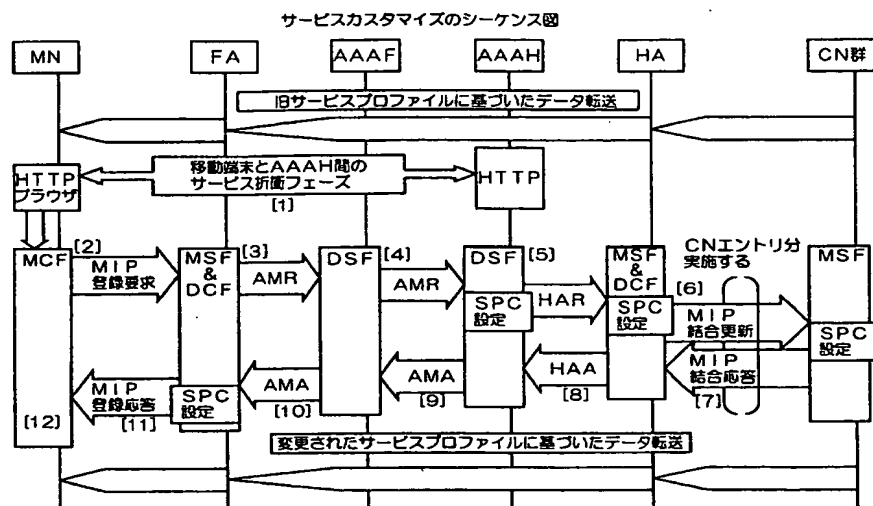 サービスカスタマイズのシーケンス図
MN
FA
AAAF
AAAH
HA
CN群
旧サービスプロファイルに基づいたデータ転送
HTTP
ブラウザ
移動端末とAAAH間の
サービス折衝フェーズ
[1]
HTTP
MCF
[2]
MIP
登録要求
MSF
&
DCF
[3]
AMR
DSF
[4]
AMR
DSF
[5]
SPC
設定
HAR
MSF
&
DCF
SPC
設定
CNエントリ分
実施する
[6]
MIP
結合更新
MSF
SPC
設定
MIP
結合応答
[7]
HAA
[8]
AMA
[9]
AMA
[10]
SPC
設定
MIP
登録応答
[11]
[12]
変更されたサービスプロファイルに基づいたデータ転送